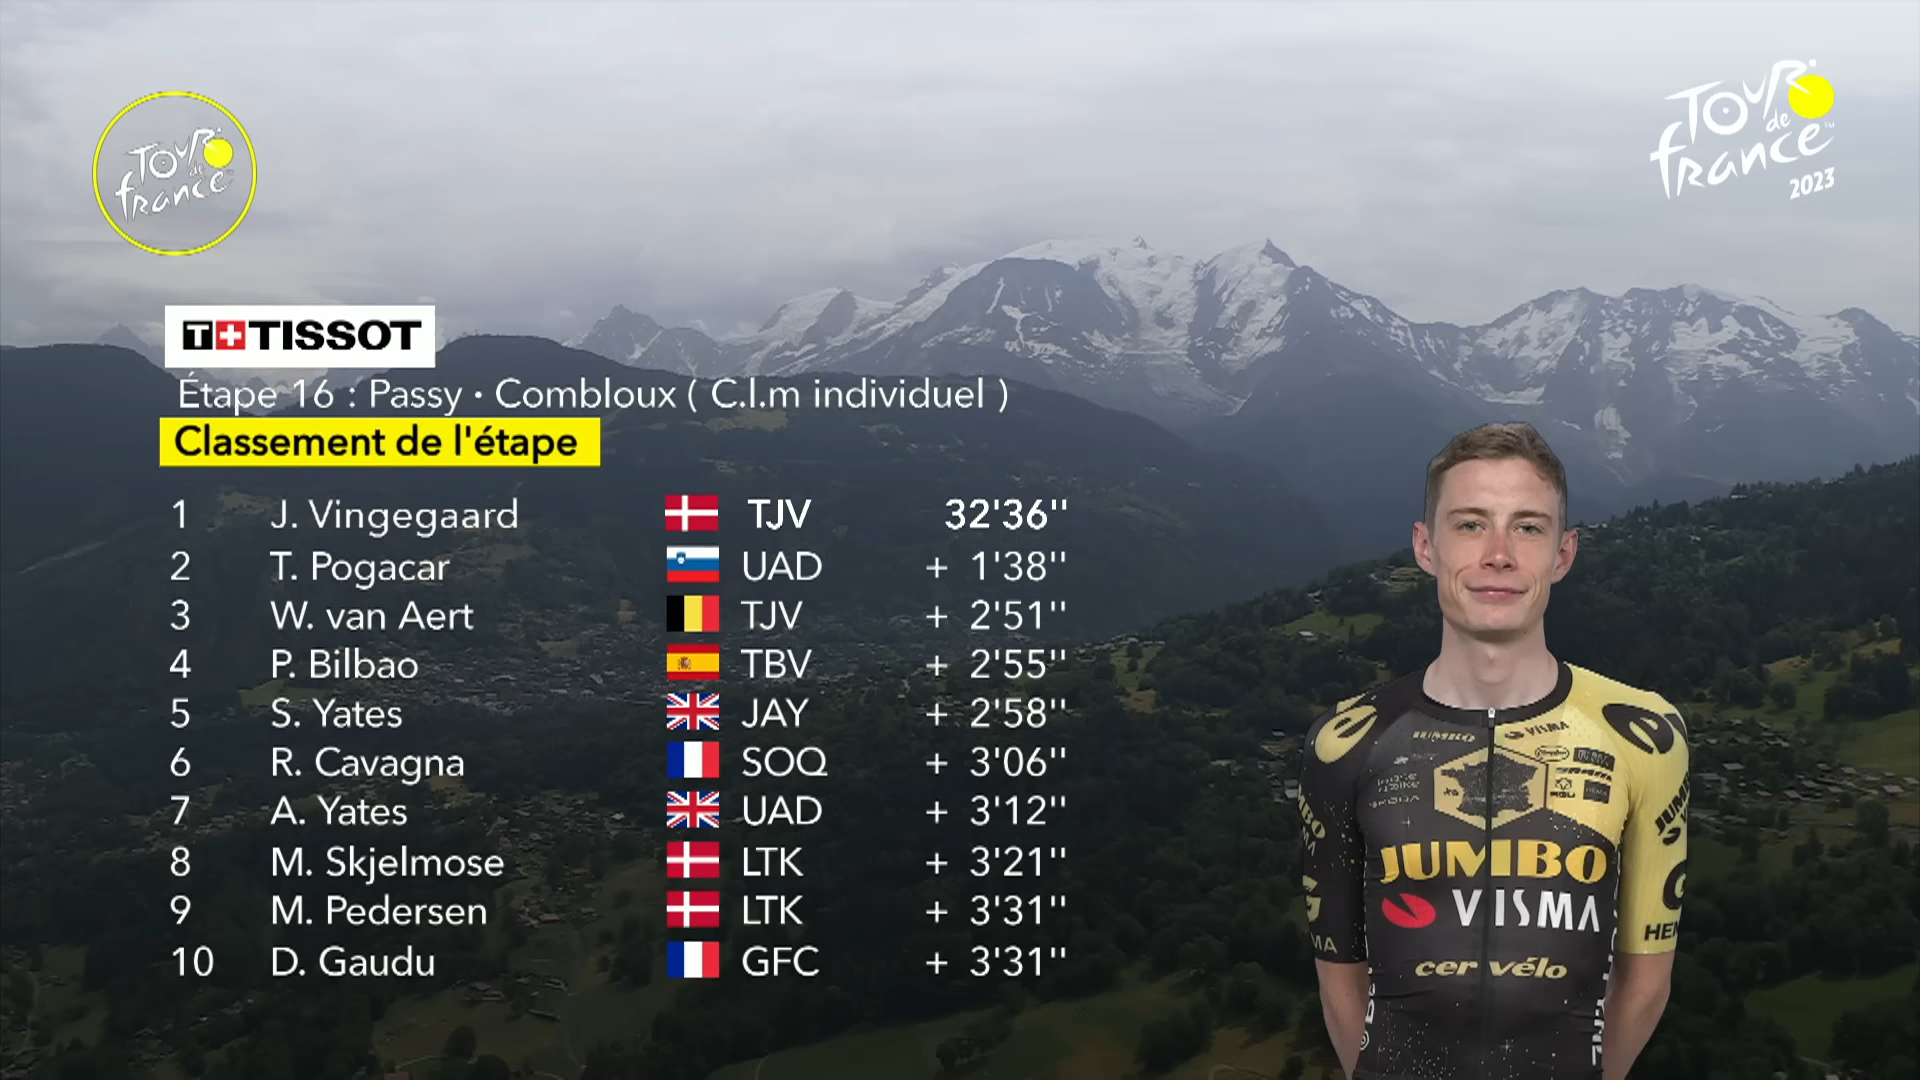 TOUR de france
TOUR de france
2023
T+TISSOT
Étape 16 : Passy · Combloux ( C.l.m individuel )
Classement de l'étape
1 J. Vingegaard TJV 32'36''
2 T. Pogacar UAD + 1'38''
3 W. van Aert TJV + 2'51''
4 P. Bilbao TBV + 2'55''
5 S. Yates JAY + 2'58''
6 R. Cavagna SOQ + 3'06''
7 A. Yates UAD + 3'12''
8 M. Skjelmose LTK + 3'21''
9 M. Pedersen LTK + 3'31''
10 D. Gaudu GFC + 3'31''
JUMBO VISMA
JUMBO
VISMA
cervélo